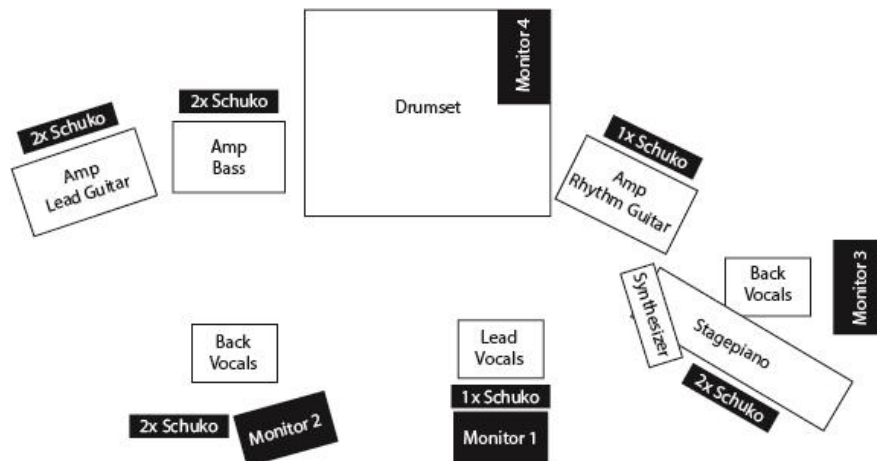 Monitor 4
2x Schuko
2x Schuko
Drumset
1x Schuko
Amp
Bass
Amp
Lead Guitar
Amp
Rhythm Guitar
Back
Vocals
Monitor 3
Synthesizer
Stagepiano
Back
Vocals
Lead
Vocals
2x Schuko
1x Schuko
2x Schuko
Monitor 2
Monitor 1